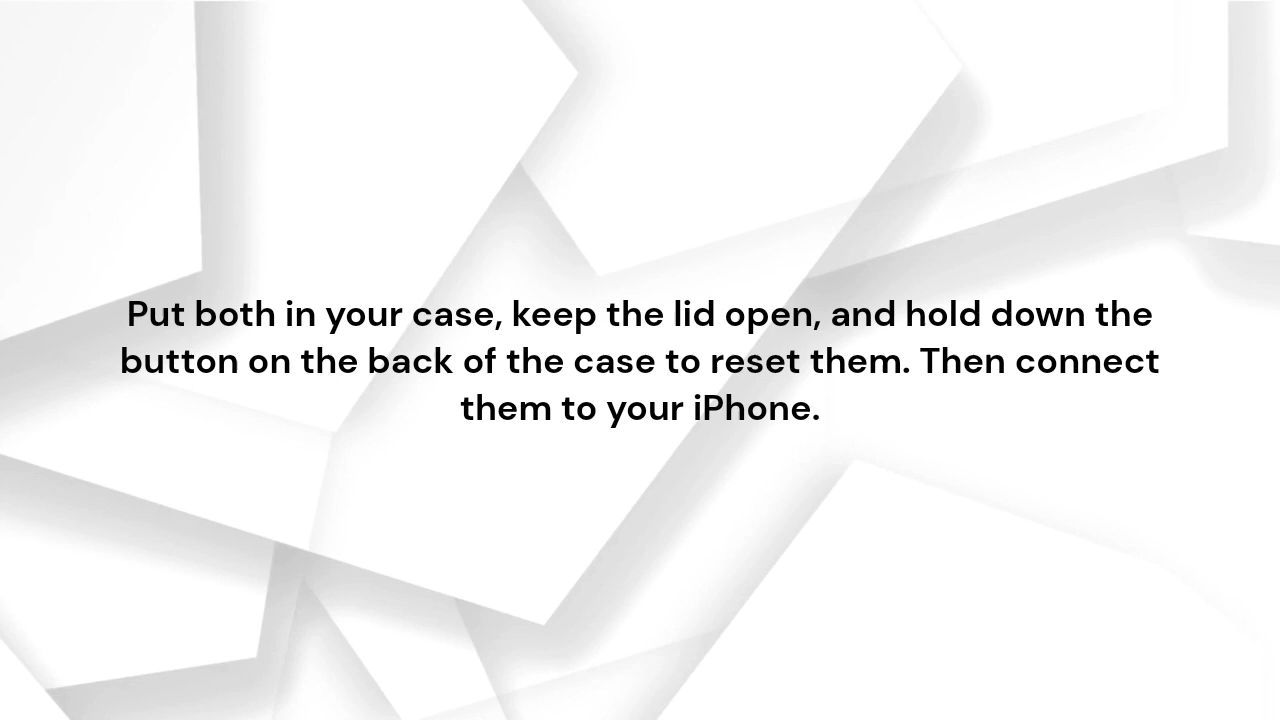 Put both in your case, keep the lid open, and hold down the
button on the back of the case to reset them. Then connect
them to your iPhone.